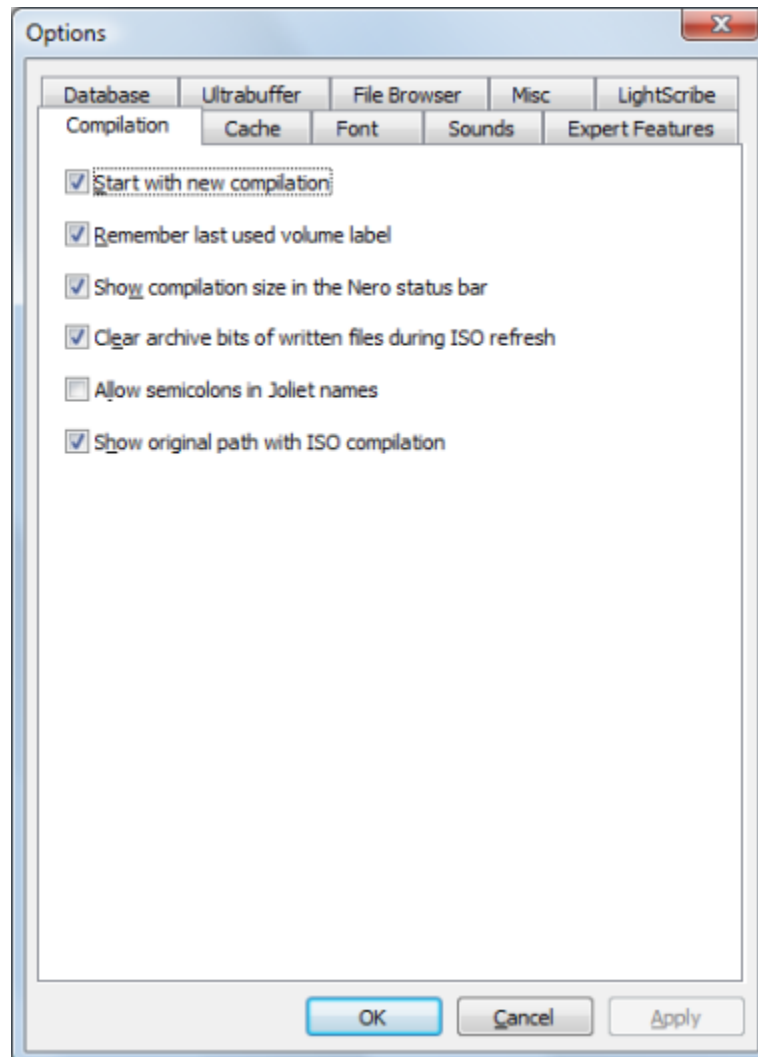 Options
Database Ultrabuffer File Browser Misc LightScribe
Compilation Cache Font Sounds Expert Features
Start with new compilation
Remember last used volume label
Show compilation size in the Nero status bar
Clear archive bits of written files during ISO refresh
Allow semicolons in Joliet names
Show original path with ISO compilation
OK Cancel Apply